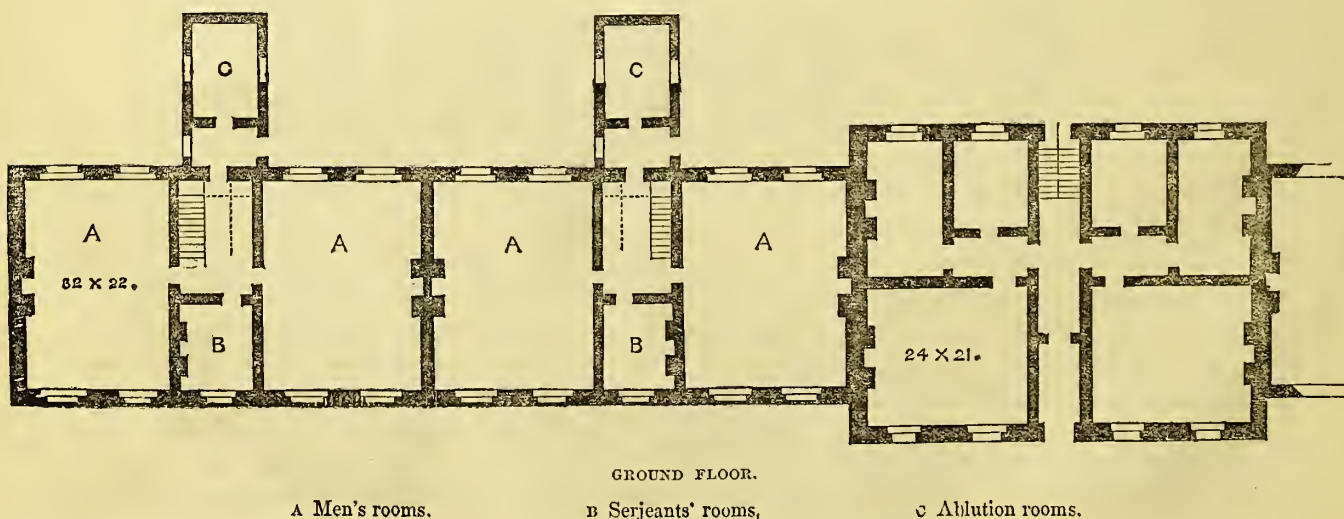 C C
A A A A
32 X 22.
B B
24 X 21.
GROUND FLOOR.
A Men's rooms. B Serjeants' rooms, C Ablution rooms.